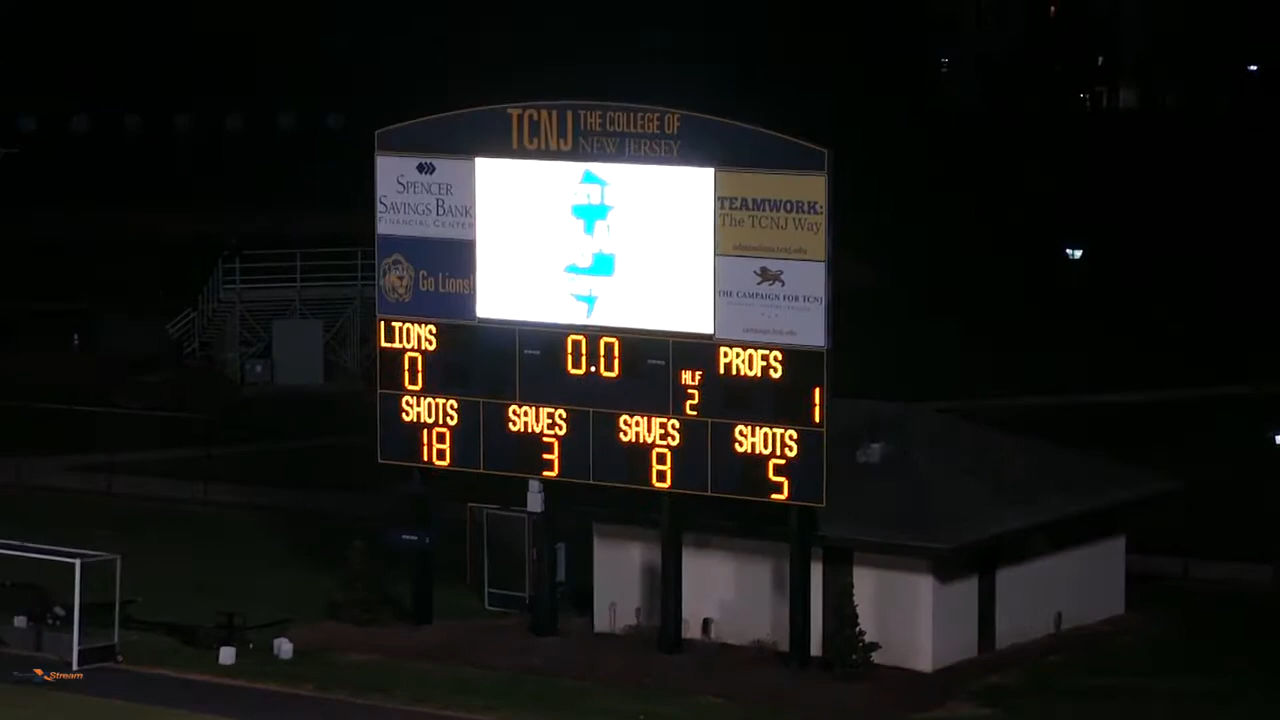 TCNJ THE COLLEGE OF
NEW JERSEY
SPENCER
SAVINGS BANK
FINANCIAL CENTER
Go Lions!
TEAMWORK:
The TCNJ Way
THE CAMPAIGN FOR TCNJ
LIONS
0
0.0
HLF
2
PROFS
1
SHOTS
18
SAVES
3
SAVES
8
SHOTS
5
Stream